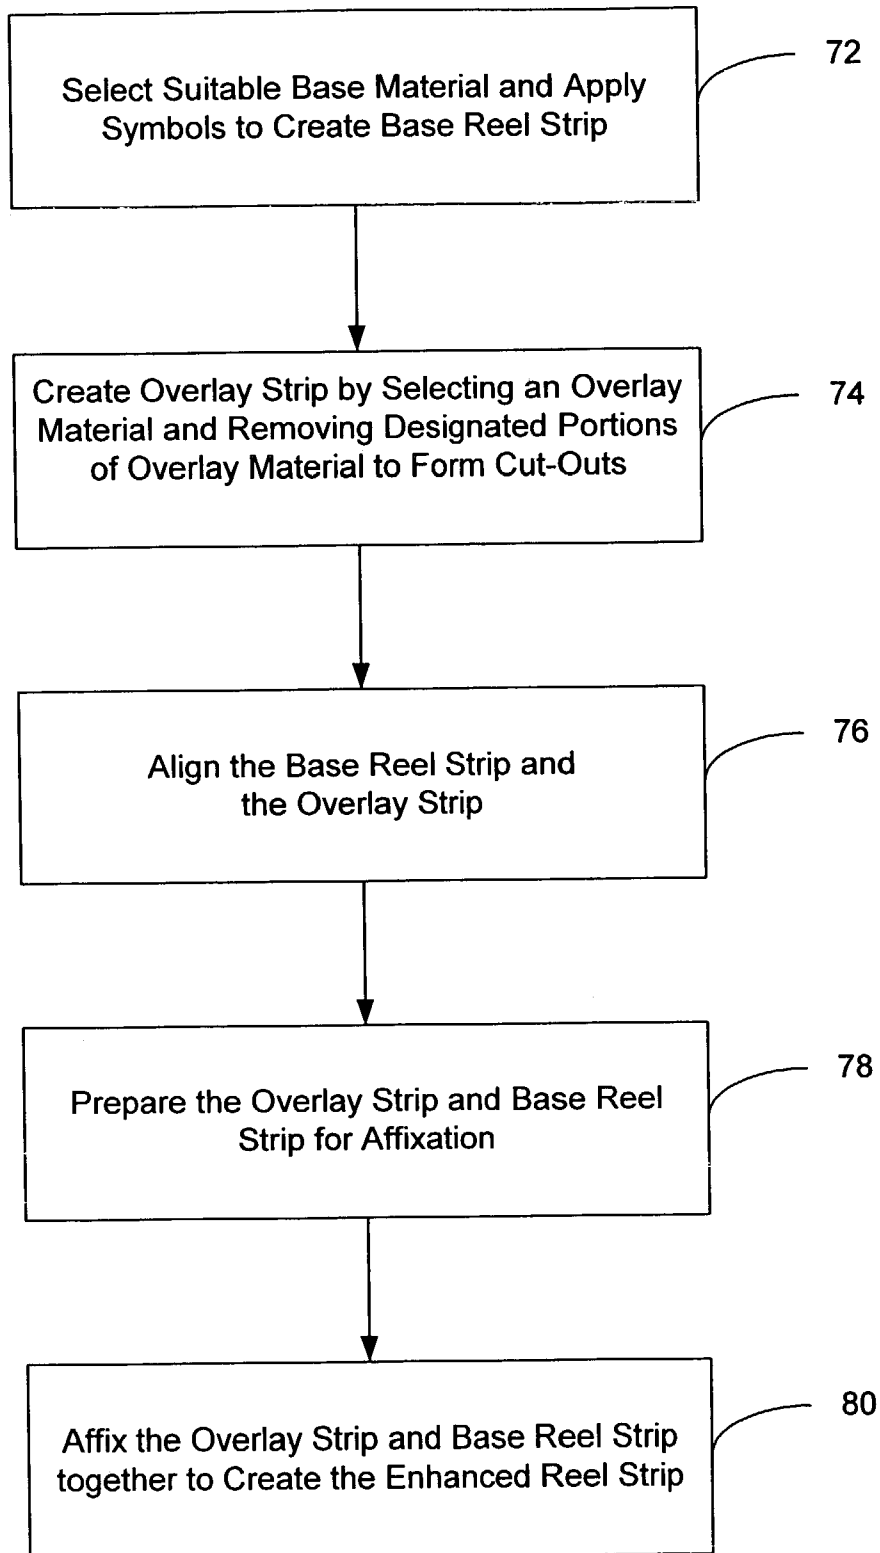 Select Suitable Base Material and Apply
Symbols to Create Base Reel Strip
72
Create Overlay Strip by Selecting an Overlay
Material and Removing Designated Portions
of Overlay Material to Form Cut-Outs
74
Align the Base Reel Strip and
the Overlay Strip
76
Prepare the Overlay Strip and Base Reel
Strip for Affixation
78
Affix the Overlay Strip and Base Reel Strip
together to Create the Enhanced Reel Strip
80